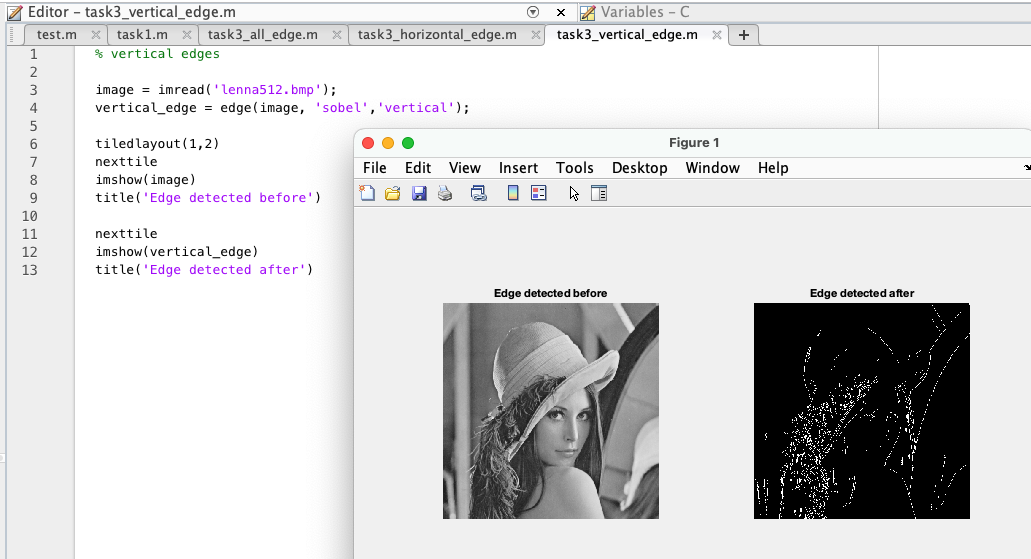 Editor – task3_vertical_edge.m
Variables – C
test.m
task1.m
task3_all_edge.m
task3_horizontal_edge.m
task3_vertical_edge.m
1 % vertical edges
2
3 image = imread('lenna512.bmp');
4 vertical_edge = edge(image, 'sobel','vertical');
5
6 tiledlayout(1,2)
7 nexttile
8 imshow(image)
9 title('Edge detected before')
10
11 nexttile
12 imshow(vertical_edge)
13 title('Edge detected after')
Figure 1
File Edit View Insert Tools Desktop Window Help
Edge detected before
Edge detected after